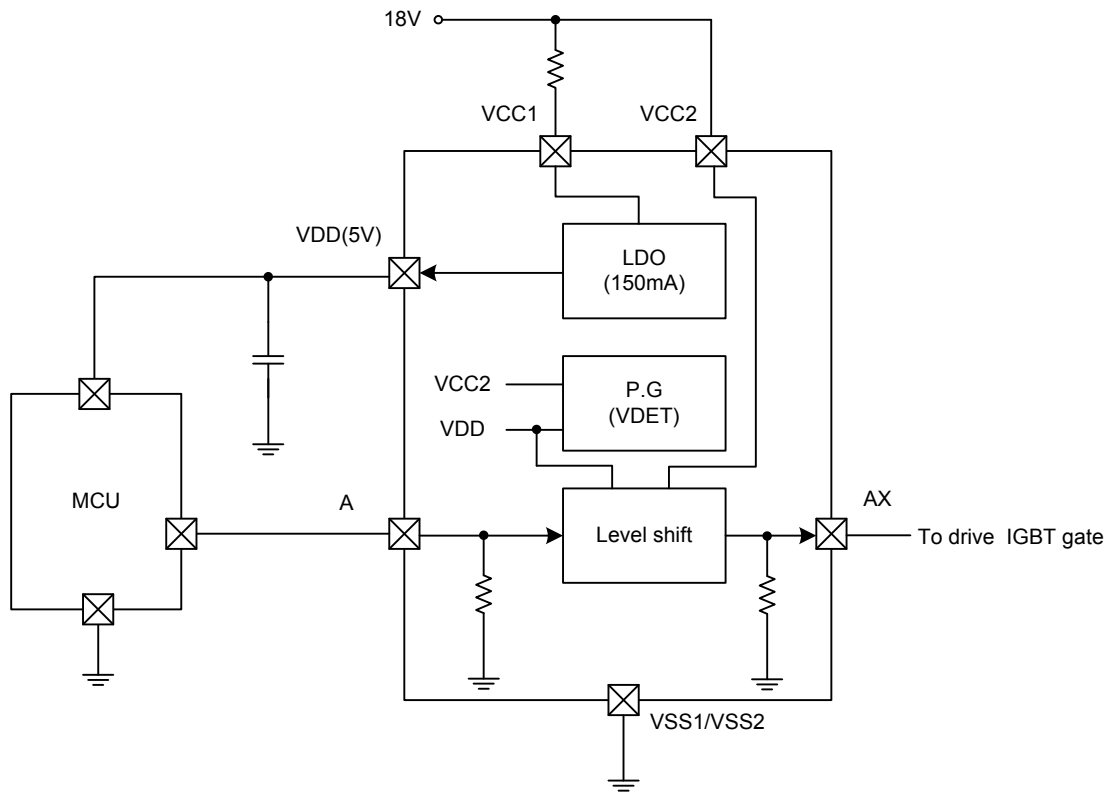 18V
VCC1
VCC2
VDD(5V)
LDO
(150mA)
VCC2
VDD
P.G
(VDET)
MCU
A
Level shift
AX
To drive IGBT gate
VSS1/VSS2